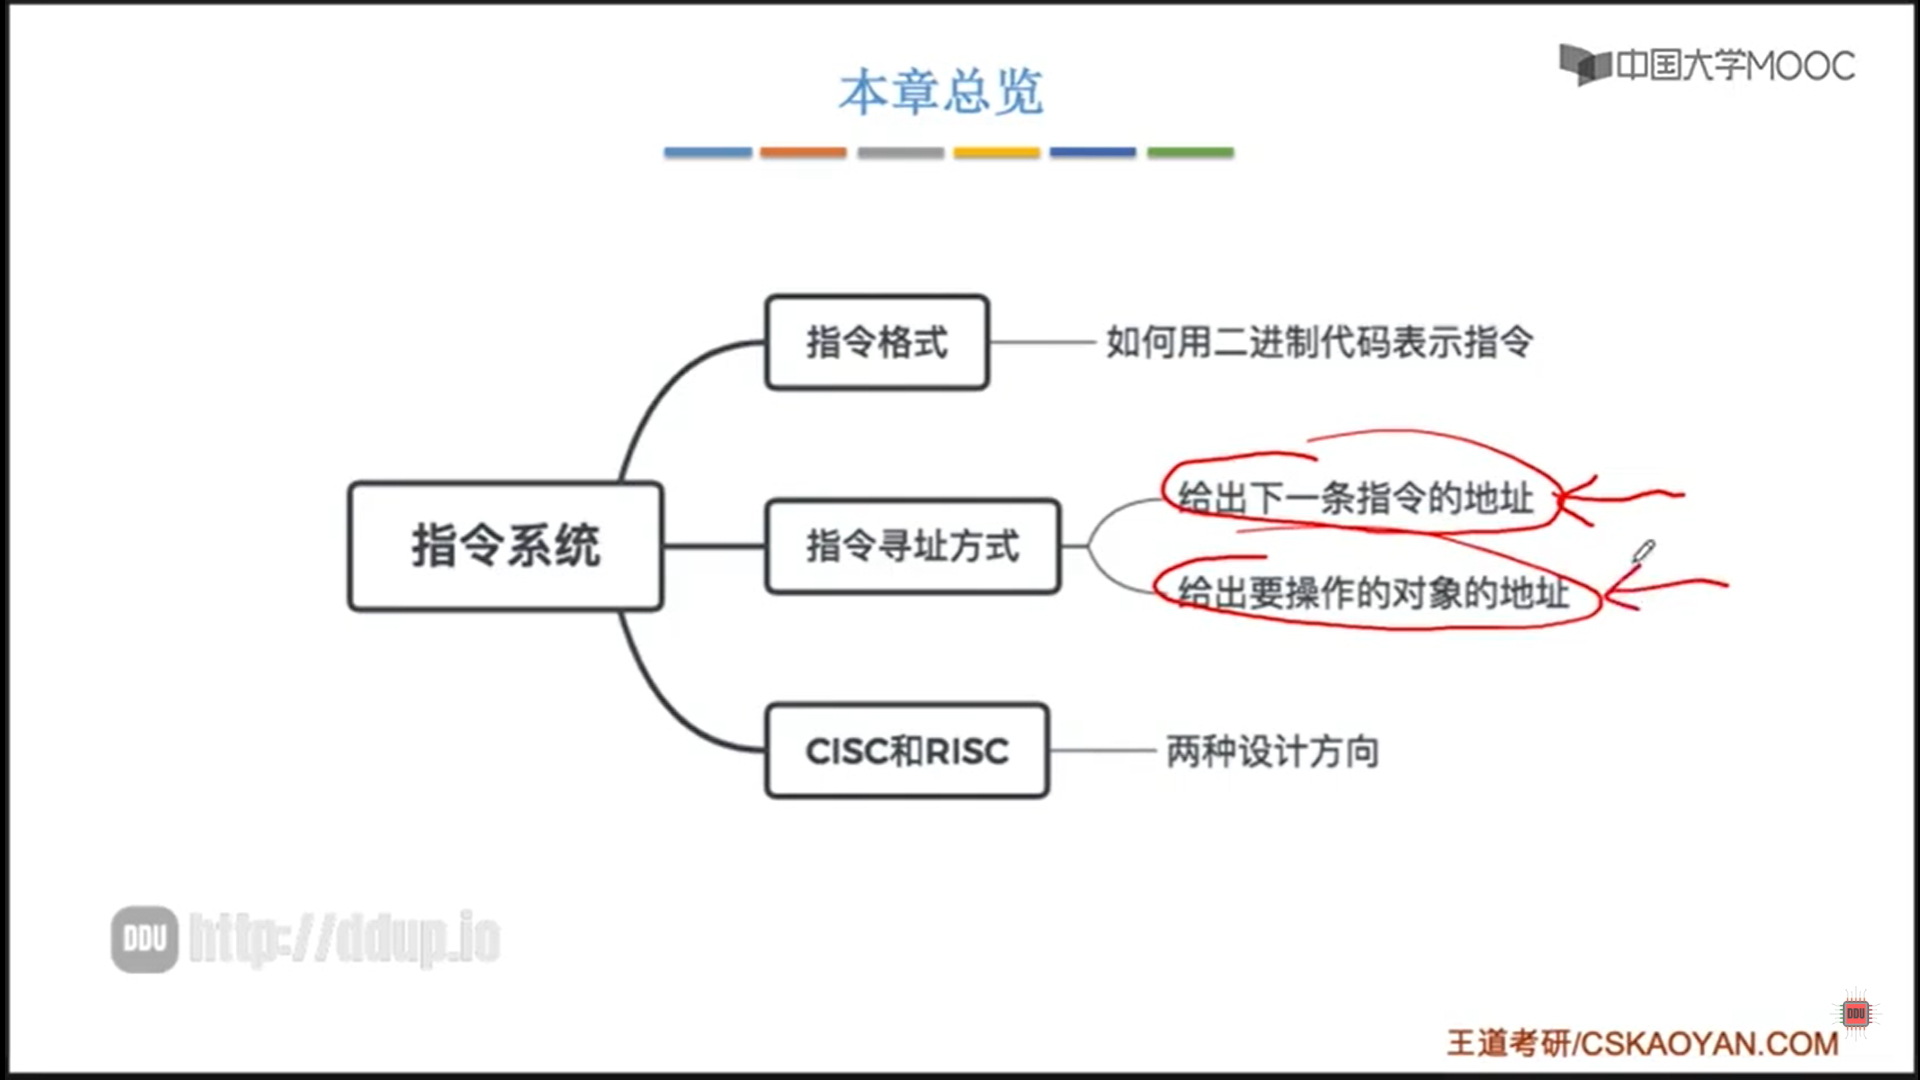 中国大学MOOC
本章总览
指令格式
如何用二进制代码表示指令
指令系统
指令寻址方式
给出下一条指令的地址
给出要操作的对象的地址
CISC和RISC
两种设计方向
DDU http://ddup.io
DDU
王道考研/CSKAOYAN.COM